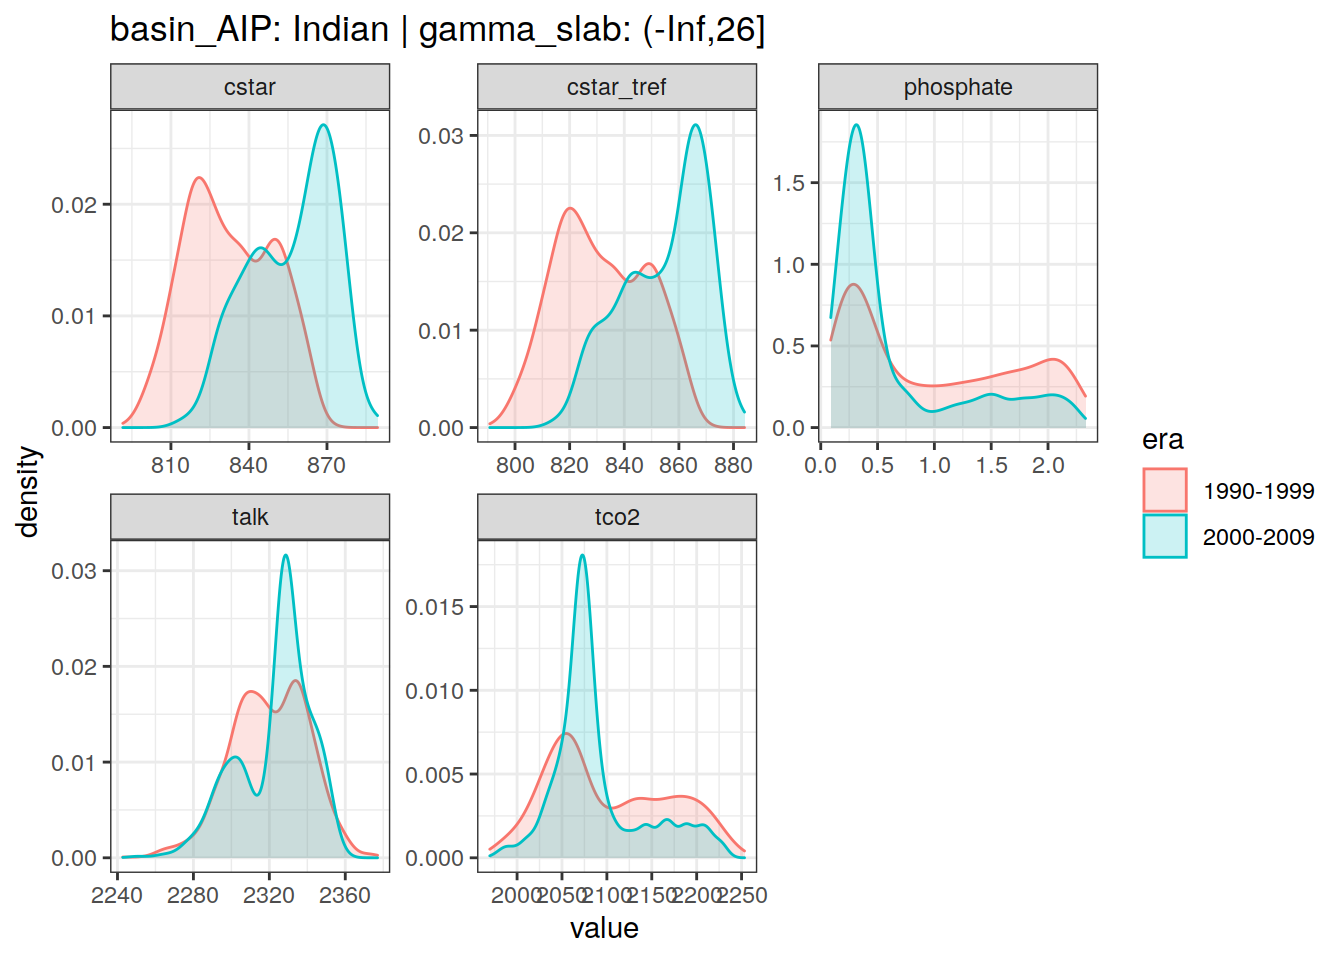 basin_AIP: Indian | gamma_slab: (-Inf,26]
cstar
cstar_tref
phosphate
0.02
0.01
0.00
810 840 870
0.03
0.02
0.01
0.00
800 820 840 860 880
1.5
1.0
0.5
0.0
0.0 0.5 1.0 1.5 2.0
density
talk
tco2
0.03
0.02
0.01
0.00
2240 2280 2320 2360
0.015
0.010
0.005
0.000
2000 2050 2100 2150 2200 2250
value
era
1990-1999
2000-2009